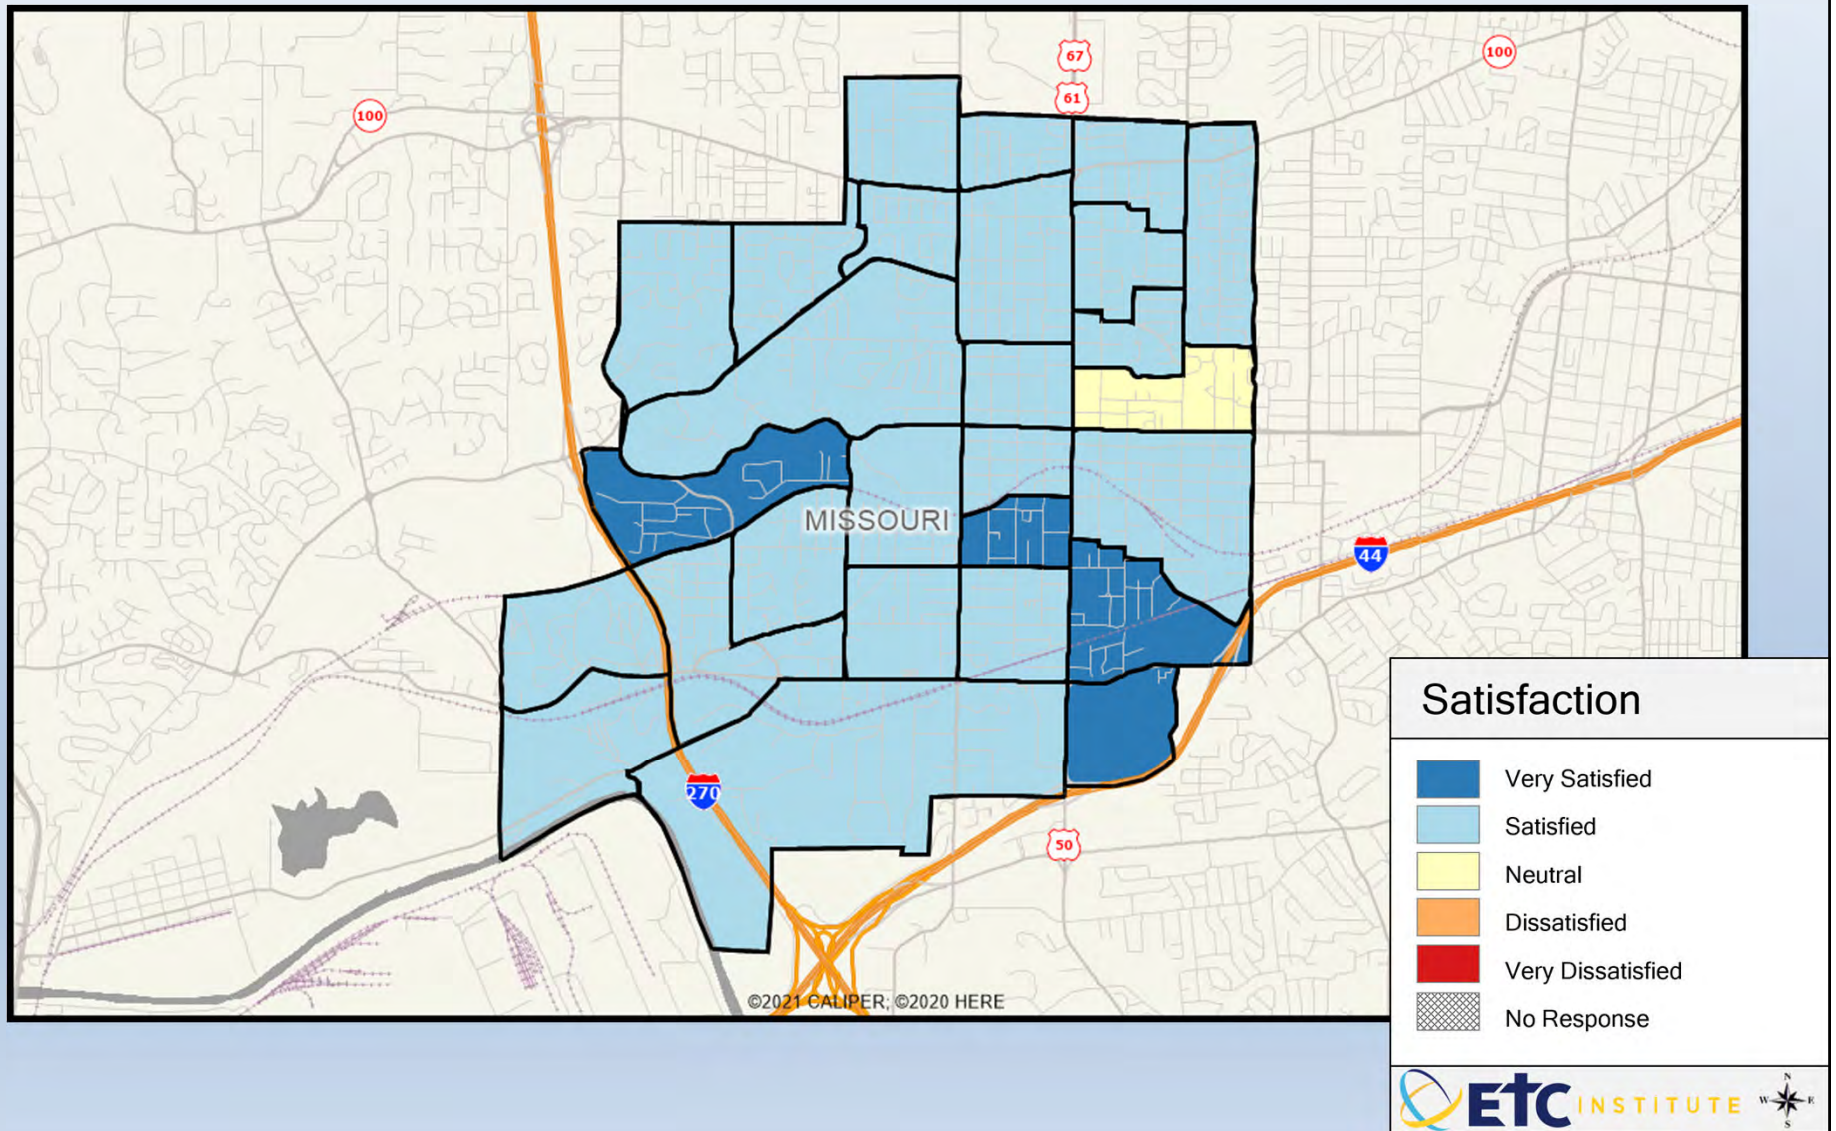 67
100
61
100
MISSOURI
44
270
50
©2021 CALIPER; ©2020 HERE
Satisfaction
Very Satisfied
Satisfied
Neutral
Dissatisfied
Very Dissatisfied
No Response
ETC INSTITUTE
N
W E
S